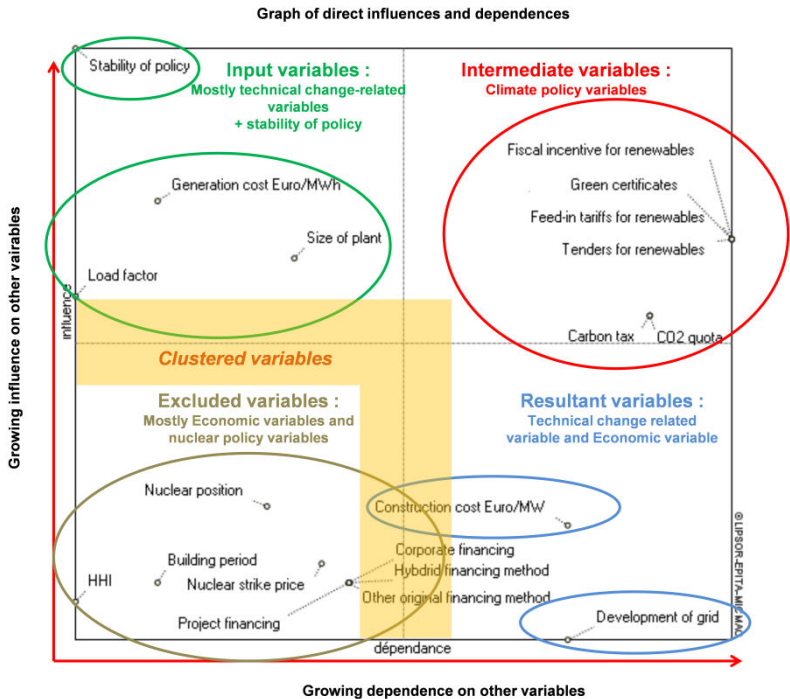 Graph of direct influences and dependences
Stability of policy
Input variables :
Mostly technical change-related
variables
+ stability of policy
Intermediate variables :
Climate policy variables
Fiscal incentive for renewables
Green certificates
Feed-in tariffs for renewables
Tenders for renewables
Generation cost Euro/MWh
Size of plant
Load factor
Carbon tax
CO2 quota
influence
Growing influence on other vairables
Clustered variables
Excluded variables :
Mostly Economic variables and
nuclear policy variables
Resultant variables :
Technical change related
variable and Economic variable
Nuclear position
Construction cost Euro/MW
Building period
Nuclear strike price
HHI
Project financing
Corporate financing
Hybdrid financing method
Other original financing method
Development of grid
© LIPSOR-EPITA-MICMAC
dépendance
Growing dependence on other variables